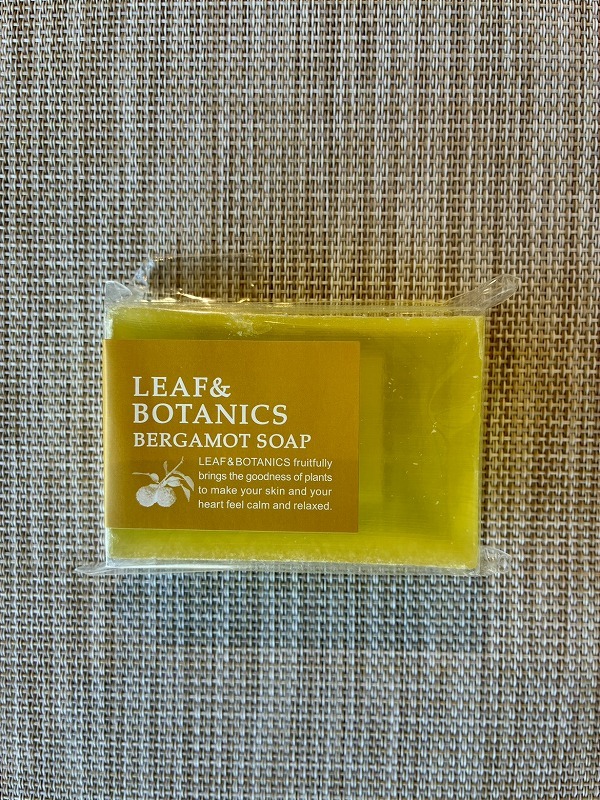 LEAF&
BOTANICS
BERGAMOT SOAP
LEAF&BOTANICS fruitfully
brings the goodness of plants
to make your skin and your
heart feel calm and relaxed.